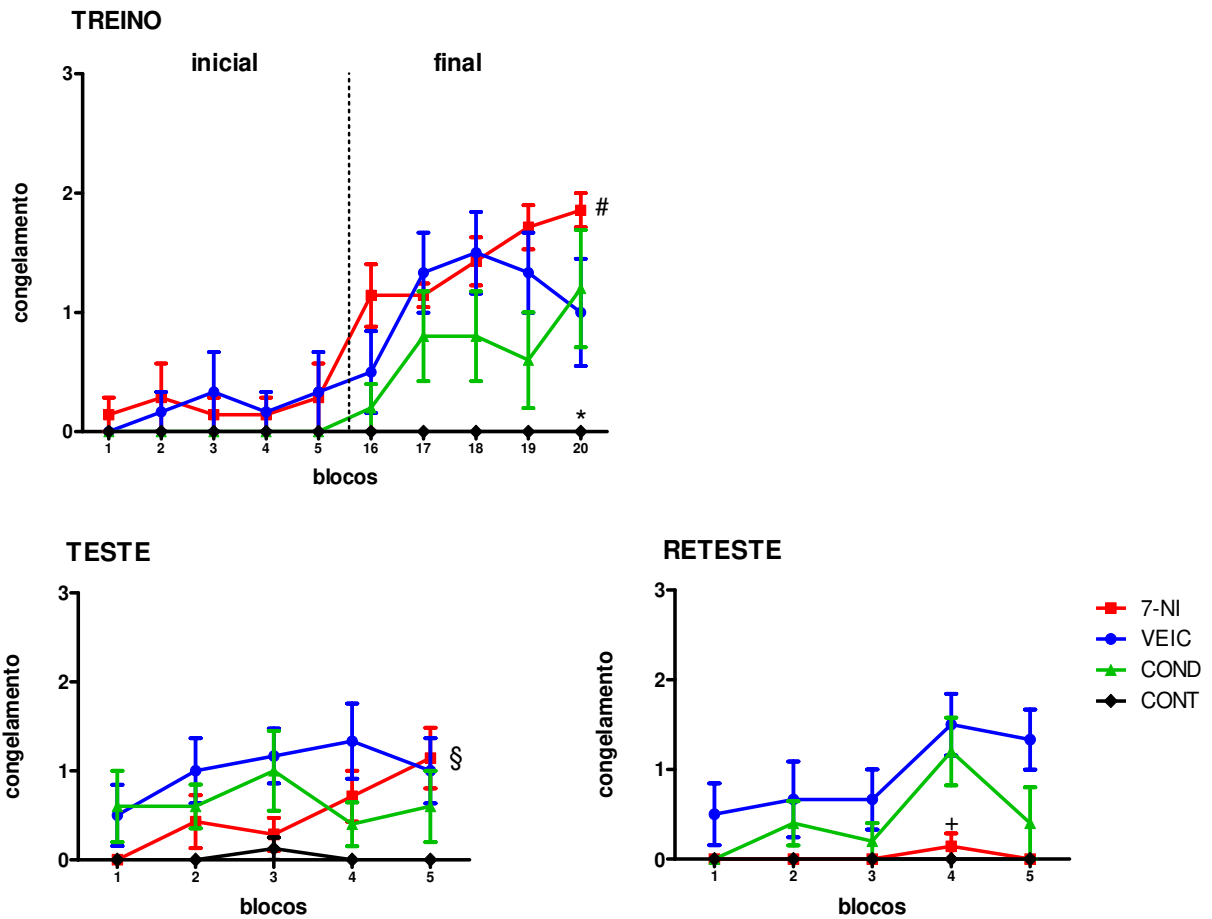 TREINO
inicial
final
3
2
1
0
congelamento
#
*
1 2 3 4 5 16 17 18 19 20
blocos
TESTE
3
2
1
0
congelamento
§
1 2 3 4 5
blocos
RETESTE
3
2
1
0
congelamento
+
1 2 3 4 5
blocos
7-NI
VEIC
COND
CONT